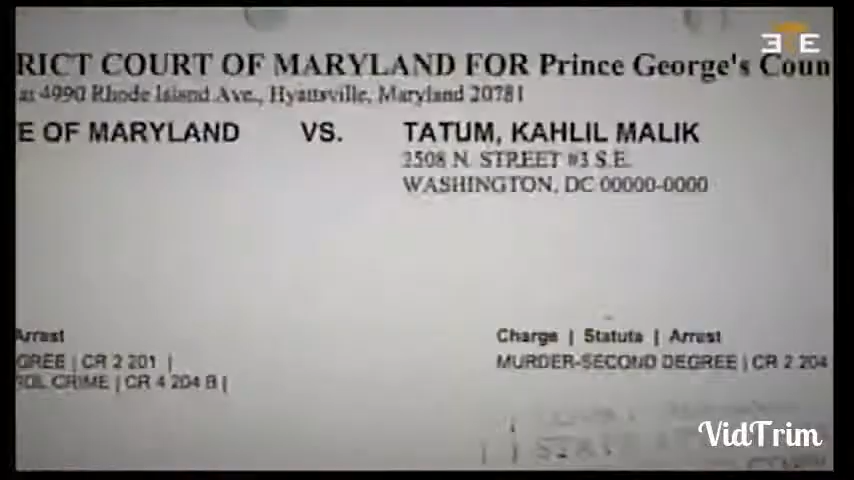 RICT COURT OF MARYLAND FOR Prince George's Coun
at 4990 Rhode Island Ave., Hyattsville, Maryland 20781
E OF MARYLAND VS. TATUM, KAHLIL MALIK
2508 N. STREET #3 S.E.
WASHINGTON, DC 00000-0000
Arrest
GREE | CR 2 201 |
CRIME | CR 4 204 B |
Charge | Statute | Arrest
MURDER-SECOND DEGREE | CR 2 204
VidTrim